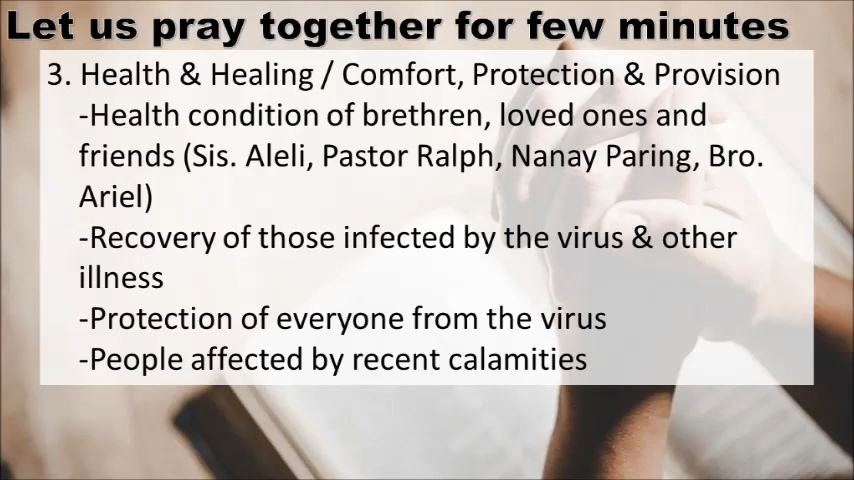 Let us pray together for few minutes
3. Health & Healing / Comfort, Protection & Provision
-Health condition of brethren, loved ones and
friends (Sis. Aleli, Pastor Ralph, Nanay Paring, Bro.
Ariel)
-Recovery of those infected by the virus & other
illness
-Protection of everyone from the virus
-People affected by recent calamities